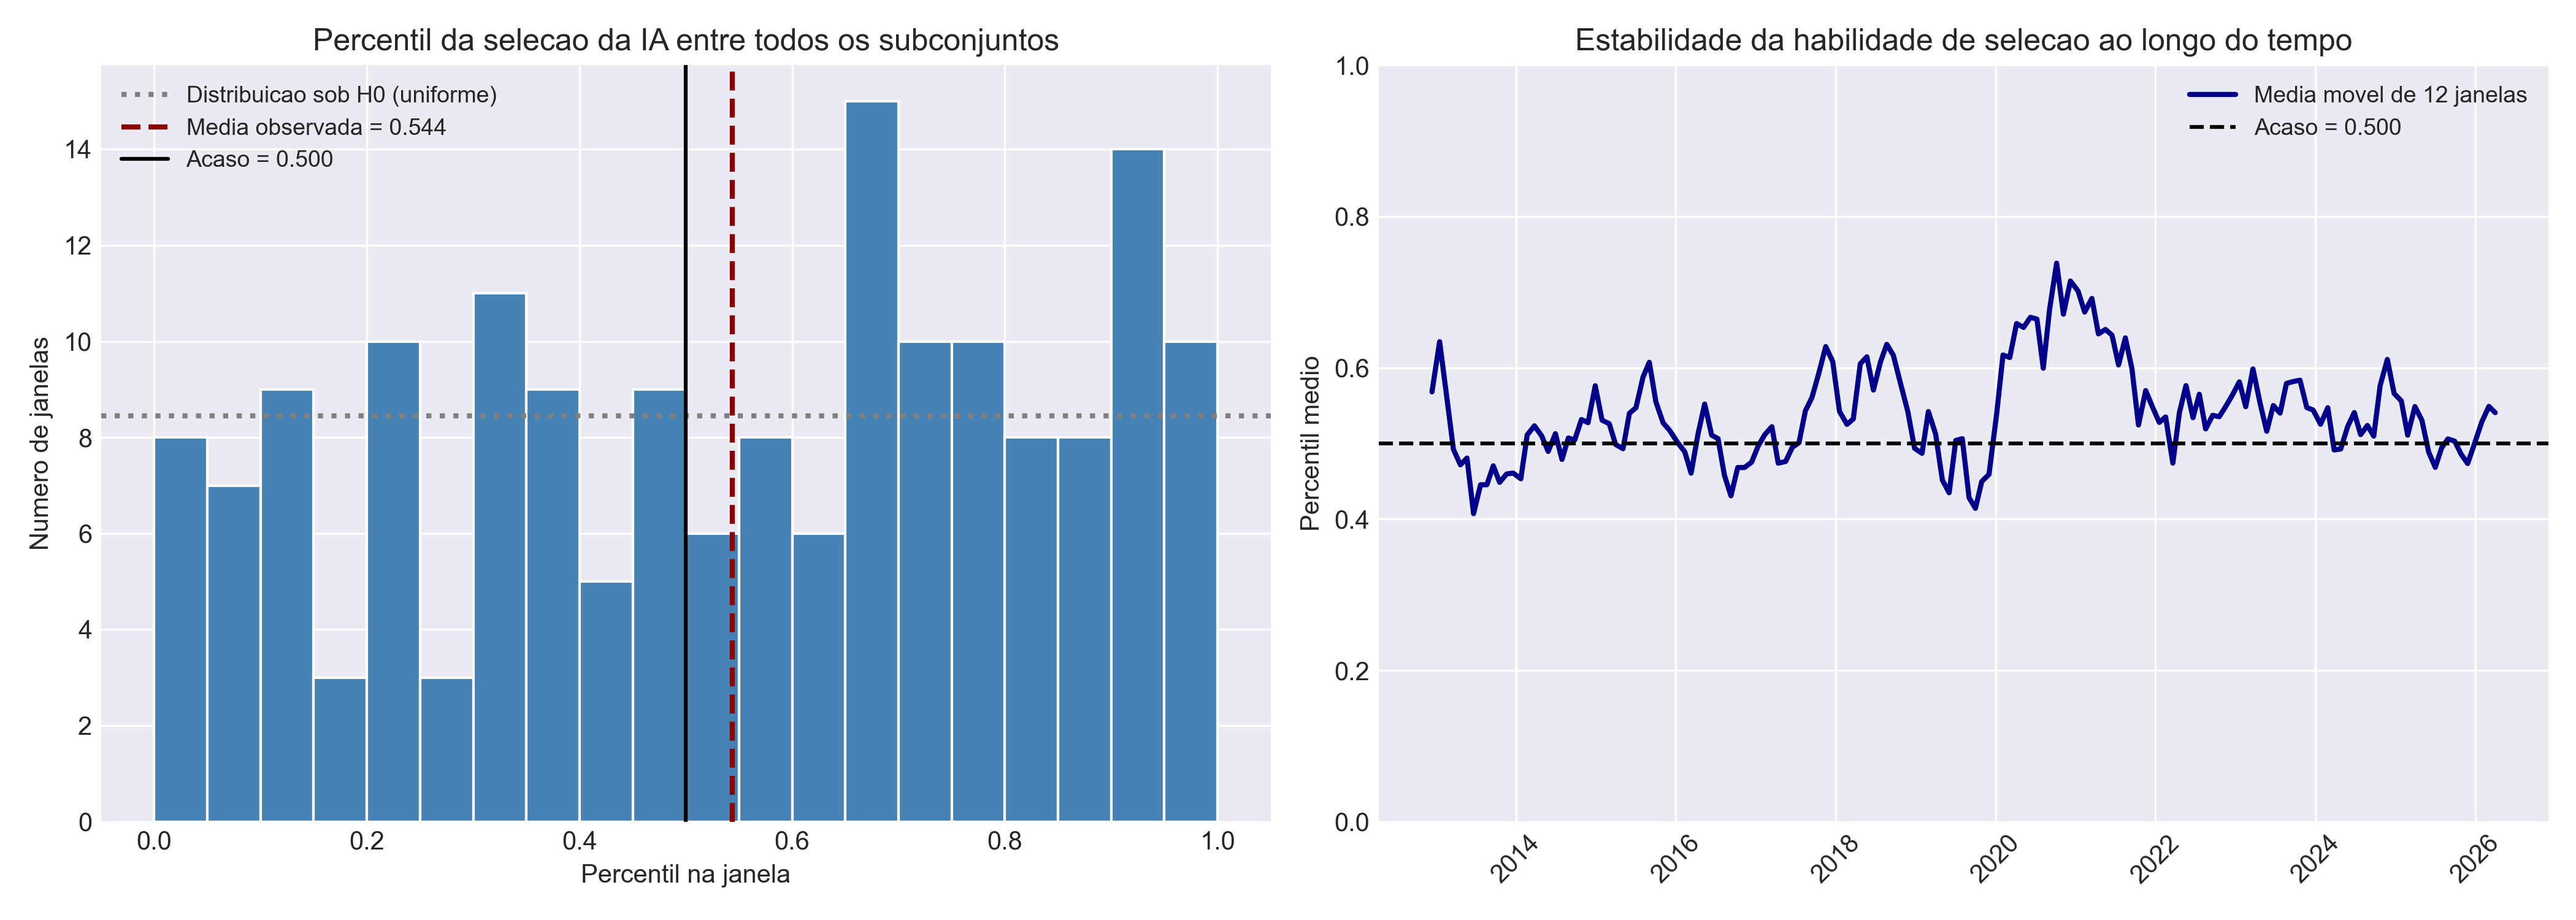 Percentil da selecao da IA entre todos os subconjuntos
Distribuicao sob H0 (uniforme)
Media observada = 0.544
Acaso = 0.500
Numero de janelas
14
12
10
8
6
4
2
0
0.0 0.2 0.4 0.6 0.8 1.0
Percentil na janela
Estabilidade da habilidade de selecao ao longo do tempo
Media movel de 12 janelas
Acaso = 0.500
Percentil medio
1.0
0.8
0.6
0.4
0.2
0.0
2014 2016 2018 2020 2022 2024 2026